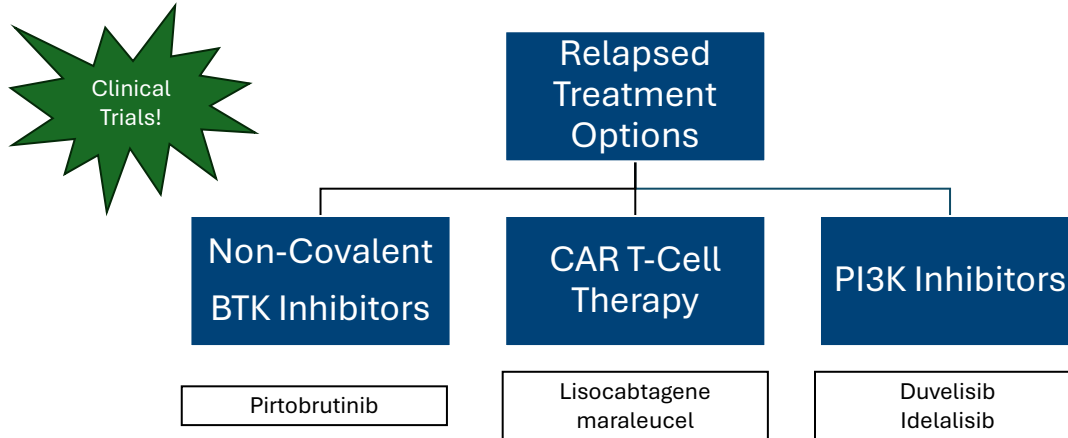 Clinical
Trials!
Relapsed
Treatment
Options
Non-Covalent
BTK Inhibitors
CAR T-Cell
Therapy
PI3K Inhibitors
Pirtobrutinib
Lisocabtagene
maraleucel
Duvelisib
Idelalisib